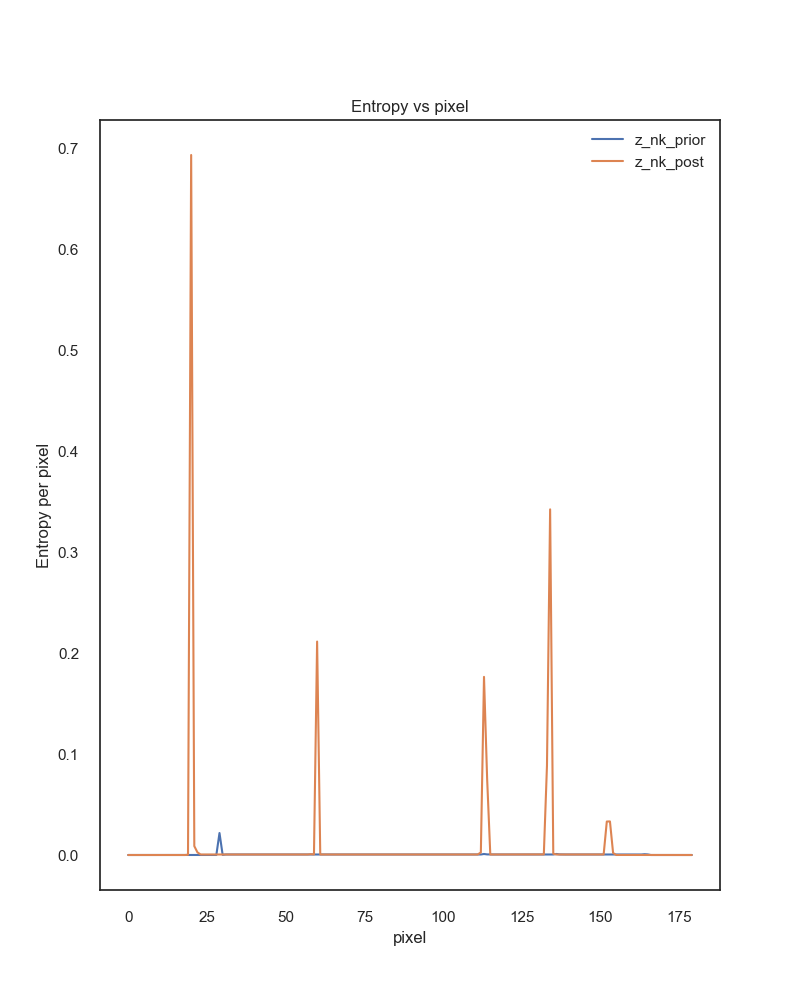 Entropy vs pixel
z_nk_prior
z_nk_post
0.7
0.6
0.5
0.4
0.3
0.2
0.1
0.0
Entropy per pixel
0 25 50 75 100 125 150 175
pixel